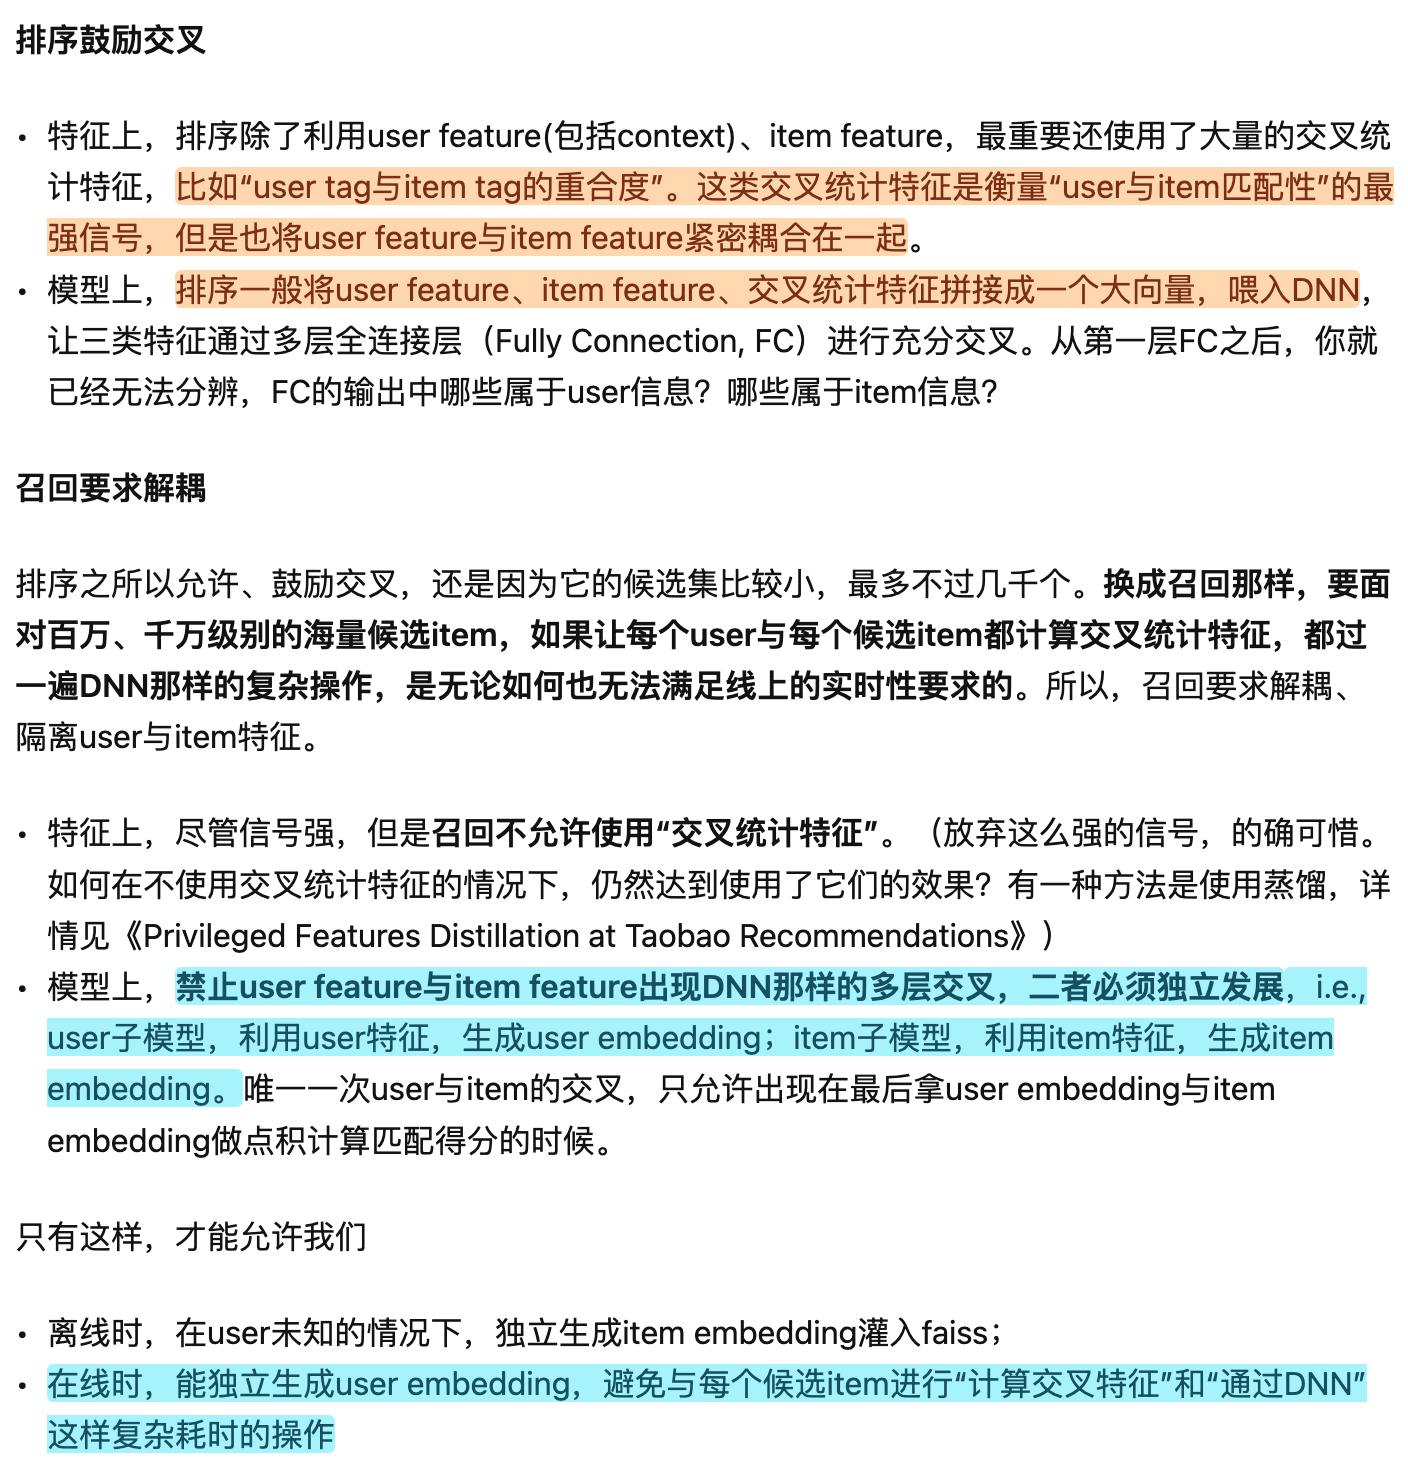 排序鼓励交叉
• 特征上，排序除了利用user feature(包括context)、item feature，最重要还使用了大量的交叉统
计特征，比如“user tag与item tag的重合度”。这类交叉统计特征是衡量“user与item匹配性”的最
强信号，但是也将user feature与item feature紧密耦合在一起。
• 模型上，排序一般将user feature、item feature、交叉统计特征拼接成一个大向量，喂入DNN，
让三类特征通过多层全连接层（Fully Connection, FC）进行充分交叉。从第一层FC之后，你就
已经无法分辨，FC的输出中哪些属于user信息？哪些属于item信息？
召回要求解耦
排序之所以允许、鼓励交叉，还是因为它的候选集比较小，最多不过几千个。换成召回那样，要面
对百万、千万级别的海量候选item，如果让每个user与每个候选item都计算交叉统计特征，都过
一遍DNN那样的复杂操作，是无论如何也无法满足线上的实时性要求的。所以，召回要求解耦、
隔离user与item特征。
• 特征上，尽管信号强，但是召回不允许使用“交叉统计特征”。（放弃这么强的信号，的确可惜。
如何在不使用交叉统计特征的情况下，仍然达到使用了它们的效果？有一种方法是使用蒸馏，详
情见《Privileged Features Distillation at Taobao Recommendations》）
• 模型上，禁止user feature与item feature出现DNN那样的多层交叉，二者必须独立发展，i.e.,
user子模型，利用user特征，生成user embedding；item子模型，利用item特征，生成item
embedding。唯一一次user与item的交叉，只允许出现在最后拿user embedding与item
embedding做点积计算匹配得分的时候。
只有这样，才能允许我们
• 离线时，在user未知的情况下，独立生成item embedding灌入faiss；
• 在线时，能独立生成user embedding，避免与每个候选item进行“计算交叉特征”和“通过DNN”
这样复杂耗时的操作